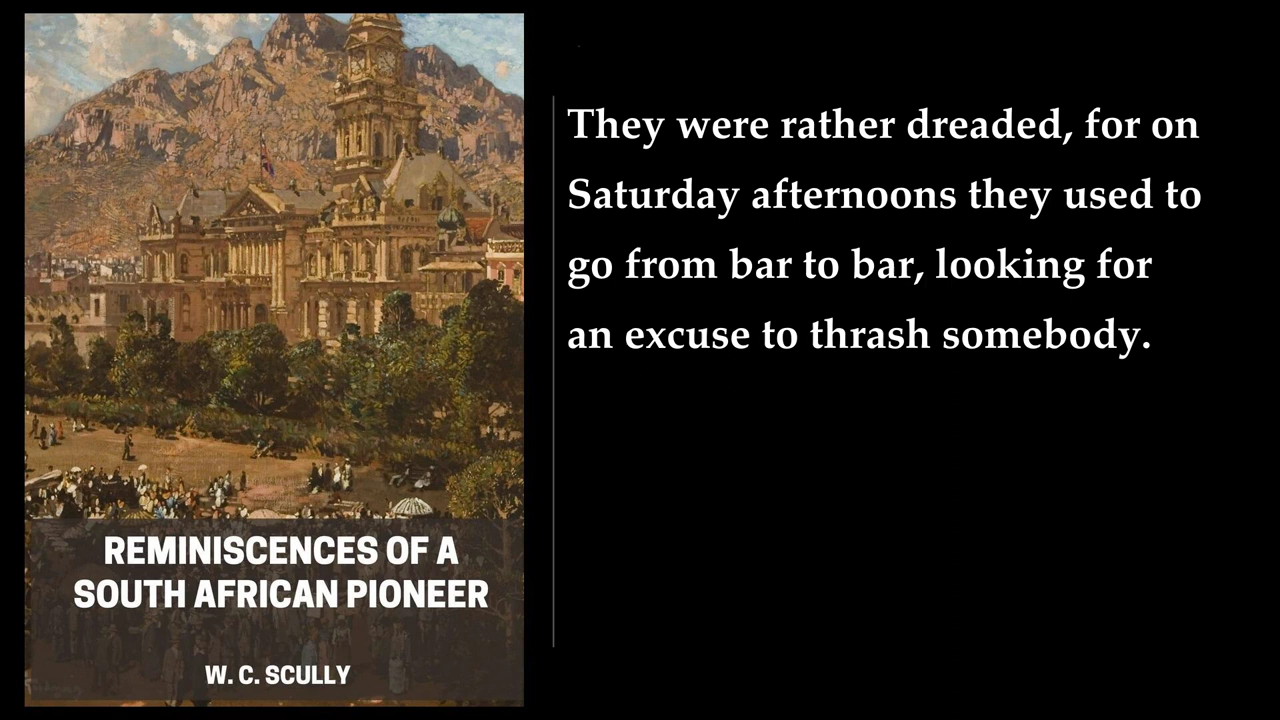 They were rather dreaded, for on
Saturday afternoons they used to
go from bar to bar, looking for
an excuse to thrash somebody.
REMINISCENCES OF A
SOUTH AFRICAN PIONEER
W. C. SCULLY